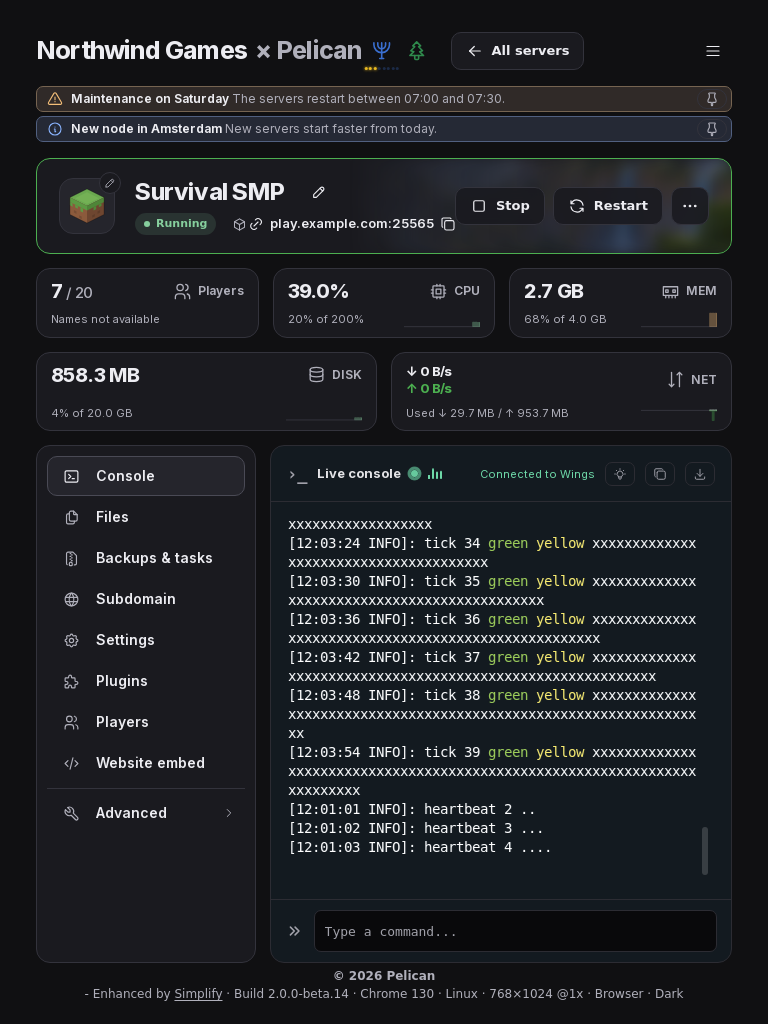 Northwind Games × Pelican
All servers
Maintenance on Saturday The servers restart between 07:00 and 07:30.
New node in Amsterdam New servers start faster from today.
Survival SMP
Running
play.example.com:25565
Stop
Restart
7 / 20
Players
Names not available
39.0%
CPU
20% of 200%
2.7 GB
MEM
68% of 4.0 GB
858.3 MB
DISK
4% of 20.0 GB
↓ 0 B/s
↑ 0 B/s
NET
Used ↓ 29.7 MB / ↑ 953.7 MB
Console
Files
Backups & tasks
Subdomain
Settings
Plugins
Players
Website embed
Advanced
Live console
Connected to Wings
xxxxxxxxxxxxxxxxxx
[12:03:24 INFO]: tick 34 green yellow xxxxxxxxxxxxx
xxxxxxxxxxxxxxxxxxxxxxxxx
[12:03:30 INFO]: tick 35 green yellow xxxxxxxxxxxxx
xxxxxxxxxxxxxxxxxxxxxxxxxxxxxxxx
[12:03:36 INFO]: tick 36 green yellow xxxxxxxxxxxxx
xxxxxxxxxxxxxxxxxxxxxxxxxxxxxxxxxxxxxxx
[12:03:42 INFO]: tick 37 green yellow xxxxxxxxxxxxx
xxxxxxxxxxxxxxxxxxxxxxxxxxxxxxxxxxxxxxxxxxxxxx
[12:03:48 INFO]: tick 38 green yellow xxxxxxxxxxxxx
xxxxxxxxxxxxxxxxxxxxxxxxxxxxxxxxxxxxxxxxxxxxxxxxxxx
xx
[12:03:54 INFO]: tick 39 green yellow xxxxxxxxxxxxx
xxxxxxxxxxxxxxxxxxxxxxxxxxxxxxxxxxxxxxxxxxxxxxxxxxx
xxxxxxxxx
[12:01:01 INFO]: heartbeat 2 ..
[12:01:02 INFO]: heartbeat 3 ...
[12:01:03 INFO]: heartbeat 4 ....
Type a command...
© 2026 Pelican
- Enhanced by Simplify · Build 2.0.0-beta.14 · Chrome 130 · Linux · 768×1024 @1x · Browser · Dark